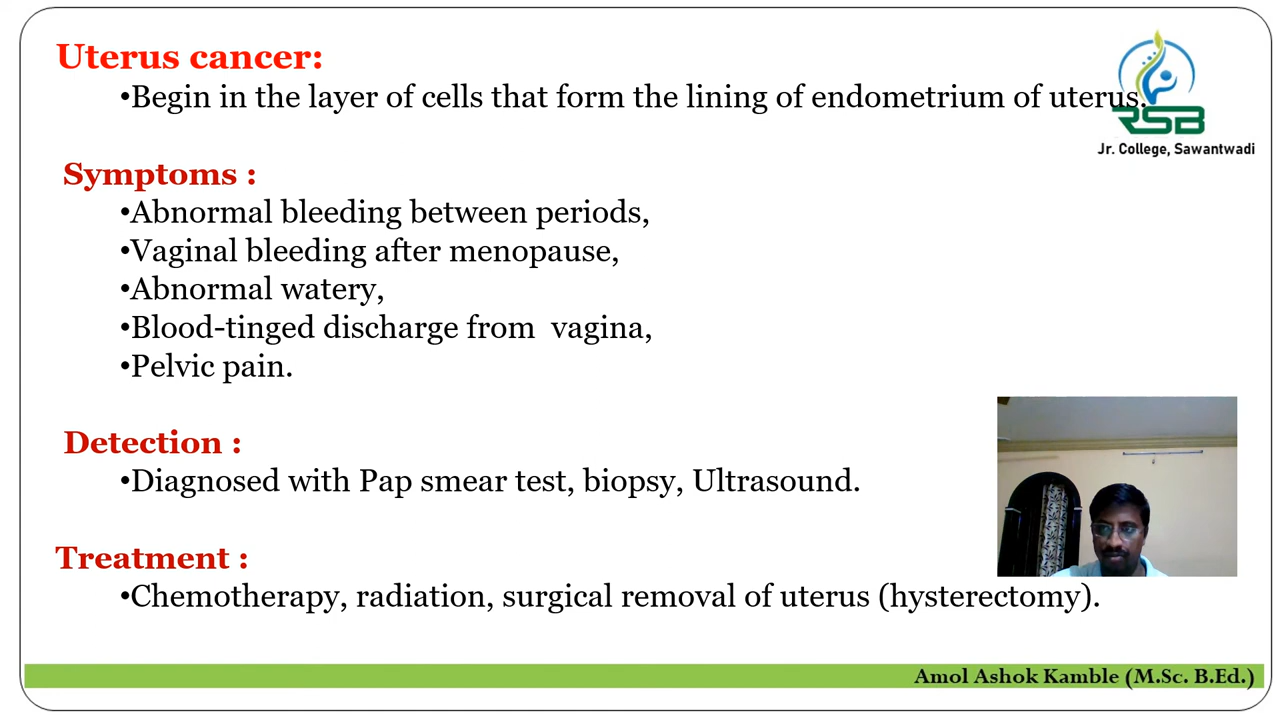 Uterus cancer:
•Begin in the layer of cells that form the lining of endometrium of uterus.
RSB
Jr. College, Sawantwadi
Symptoms :
•Abnormal bleeding between periods,
•Vaginal bleeding after menopause,
•Abnormal watery,
•Blood-tinged discharge from  vagina,
•Pelvic pain.
Detection :
•Diagnosed with Pap smear test, biopsy, Ultrasound.
Treatment :
•Chemotherapy, radiation, surgical removal of uterus (hysterectomy).
Amol Ashok Kamble (M.Sc. B.Ed.)